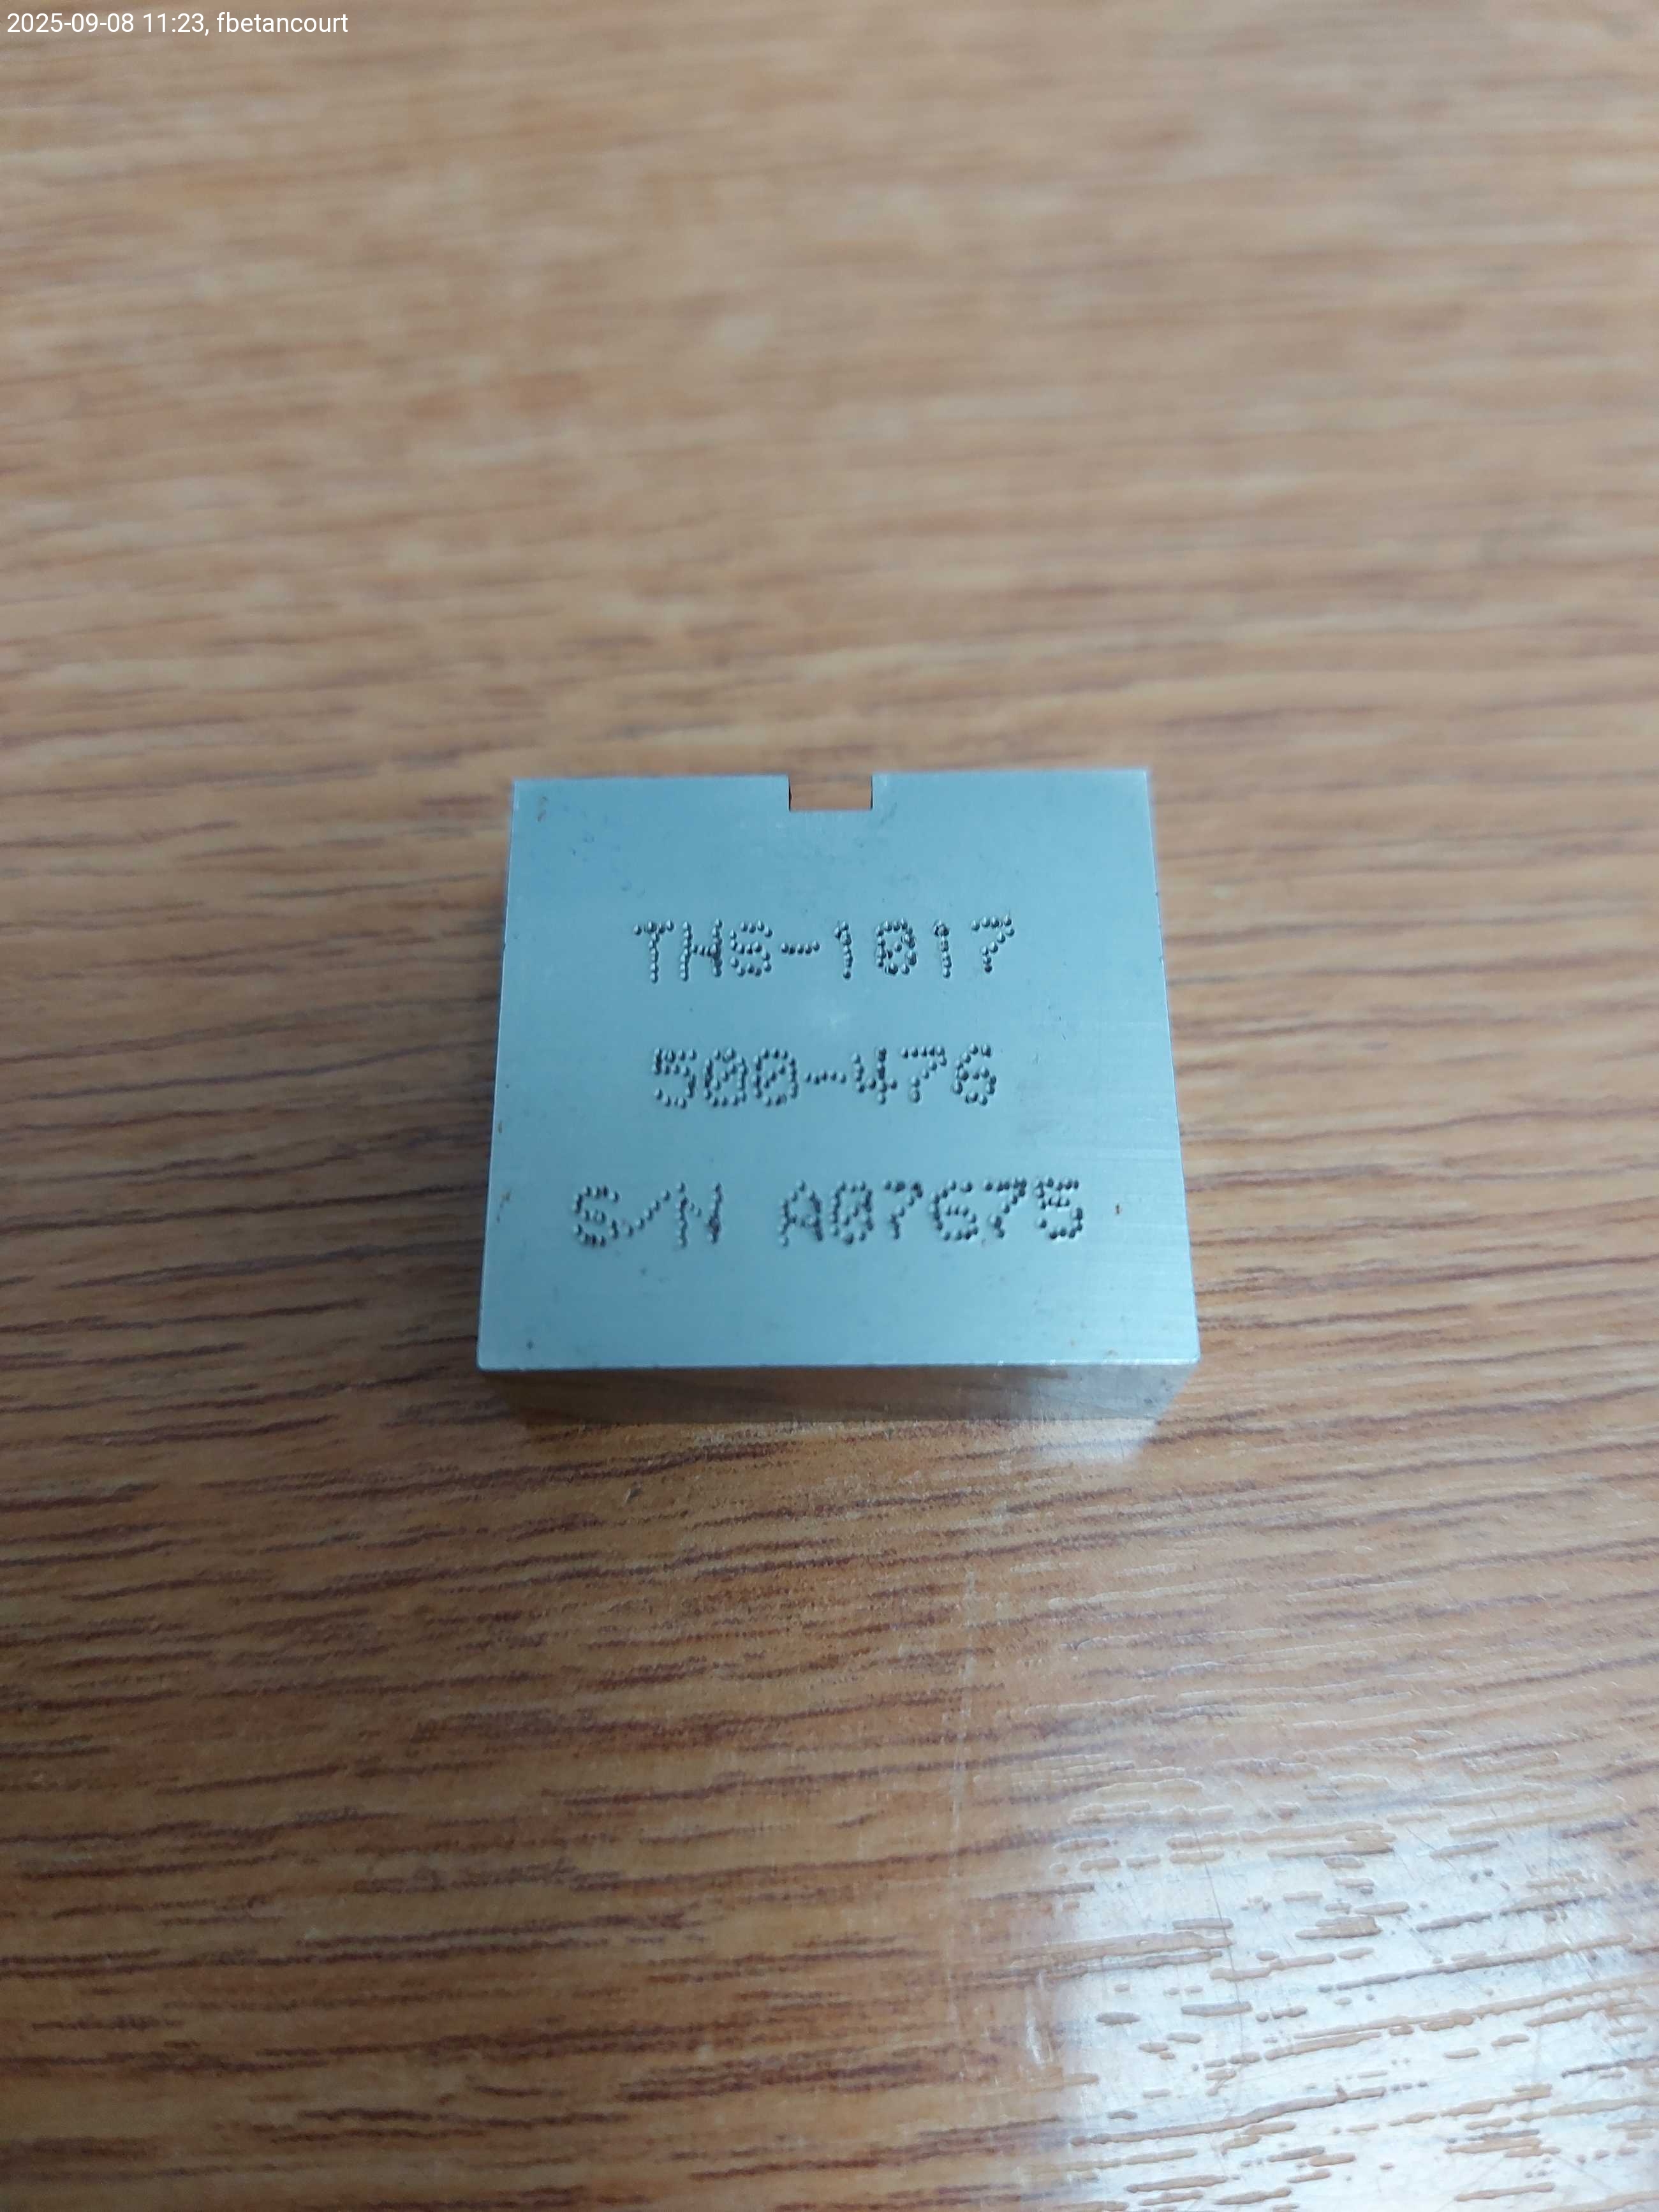 2025-09-08 11:23, fbetancourt
THS-1017
500-476
S/N A07675